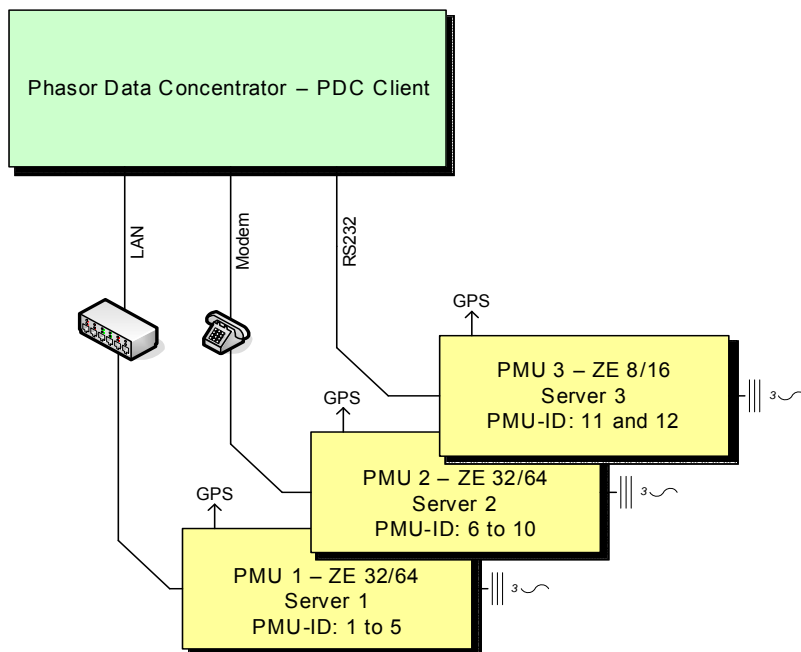 Phasor Data Concentrator – PDC Client
LAN
Modem
RS232
GPS
PMU 3 – ZE 8/16
Server 3
PMU-ID: 11 and 12
3
GPS
PMU 2 – ZE 32/64
Server 2
PMU-ID: 6 to 10
3
GPS
PMU 1 – ZE 32/64
Server 1
PMU-ID: 1 to 5
3